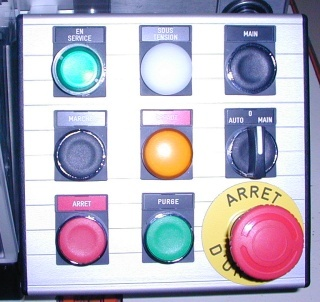 EN
SERVICE
SOUS
TENSION
MAIN
MARCHE
0
AUTO MAIN
ARRET
PURGE
ARRET